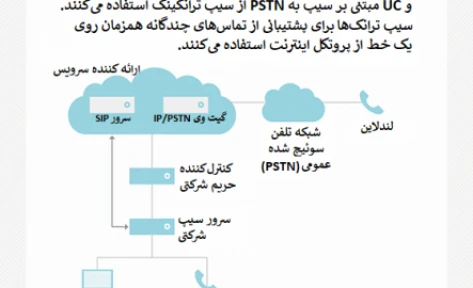 و UC مبتنی بر سیپ به PSTN از سیپ ترانکینگ استفاده می‌کنند.
سیپ ترانک‌ها برای پشتیبانی از تماس‌های چندگانه همزمان روی
یک خط از پروتکل اینترنت استفاده می‌کنند.
ارائه کننده سرویس
گیت وی IP/PSTN
سرور SIP
لندلاین
شبکه تلفن
سوئیچ شده
عمومی (PSTN)
کنترل‌کننده
حریم شرکتی
سرور سیپ
شرکتی